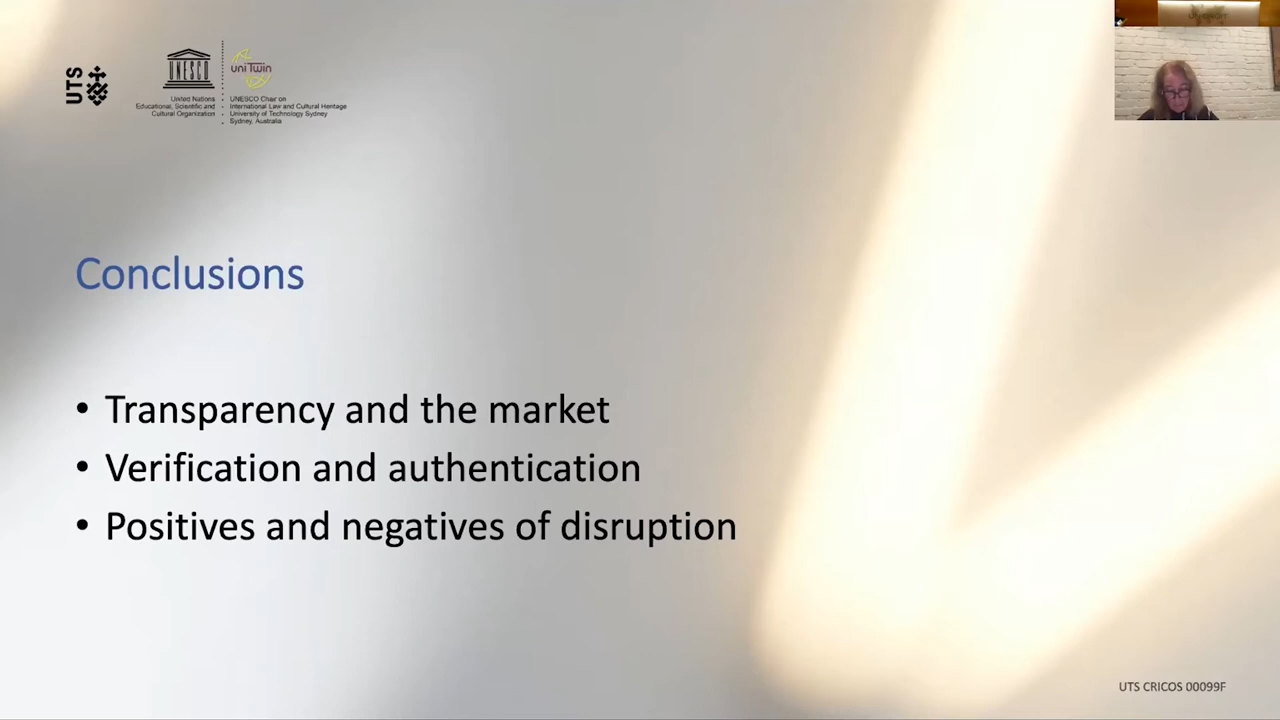 UTS
UNESCO
United Nations
Educational, Scientific and
Cultural Organization
uniTwin
UNESCO Chair on
International Law and Cultural Heritage
University of Technology Sydney
Sydney, Australia
Conclusions
• Transparency and the market
• Verification and authentication
• Positives and negatives of disruption
UTS CRICOS 00099F